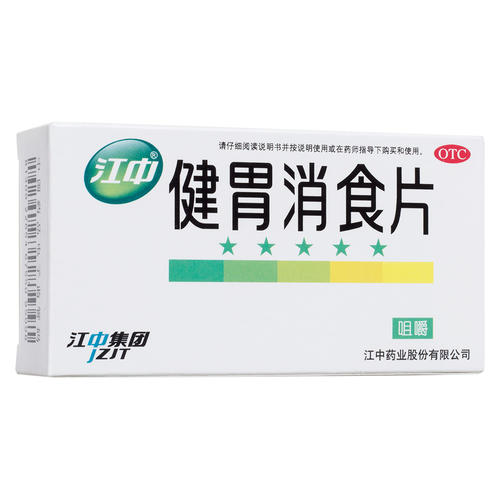 江中®
请仔细阅读说明书并按说明使用或在药师指导下购买和使用。
OTC
健胃消食片
咀嚼
江中集团
JZJT
江中药业股份有限公司